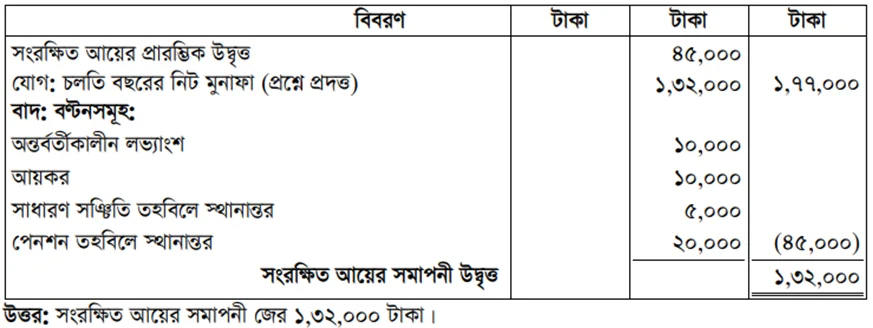 বিবরণ টাকা টাকা টাকা
সংরক্ষিত আয়ের প্রারম্ভিক উদ্বৃত্ত ৪৫,০০০
যোগ: চলতি বছরের নিট মুনাফা (প্রশ্নে প্রদত্ত) ১,৩২,০০০ ১,৭৭,০০০
বাদ: বণ্টনসমূহ:
অন্তর্বর্তীকালীন লভ্যাংশ ১০,০০০
আয়কর ১০,০০০
সাধারণ সঞ্চিতি তহবিলে স্থানান্তর ৫,০০০
পেনশন তহবিলে স্থানান্তর ২০,০০০ (৪৫,০০০)
সংরক্ষিত আয়ের সমাপনী উদ্বৃত্ত ১,৩২,০০০
উত্তর: সংরক্ষিত আয়ের সমাপনী জের ১,৩২,০০০ টাকা।